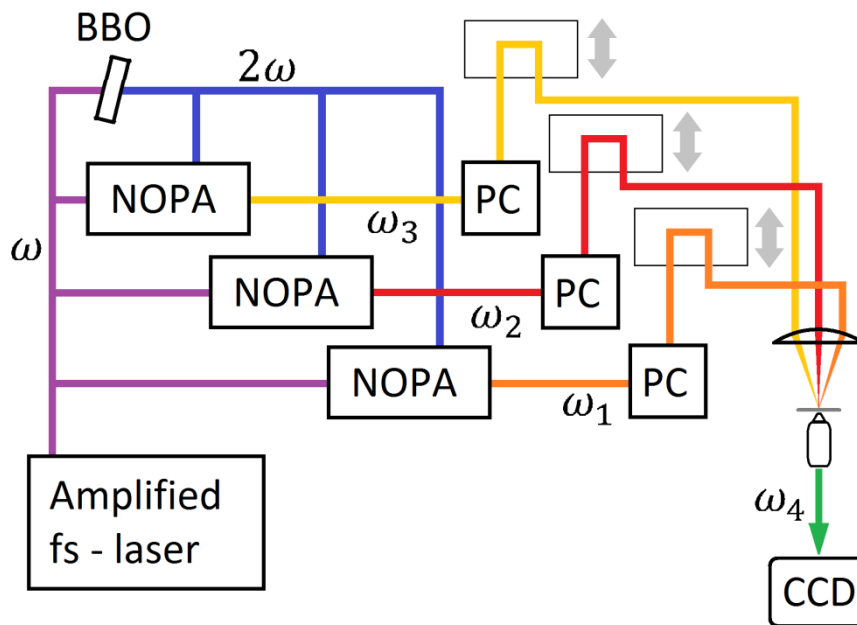 BBO
2ω
NOPA
PC
ω₃
ω
NOPA
PC
ω₂
NOPA
PC
ω₁
Amplified
fs - laser
ω₄
CCD